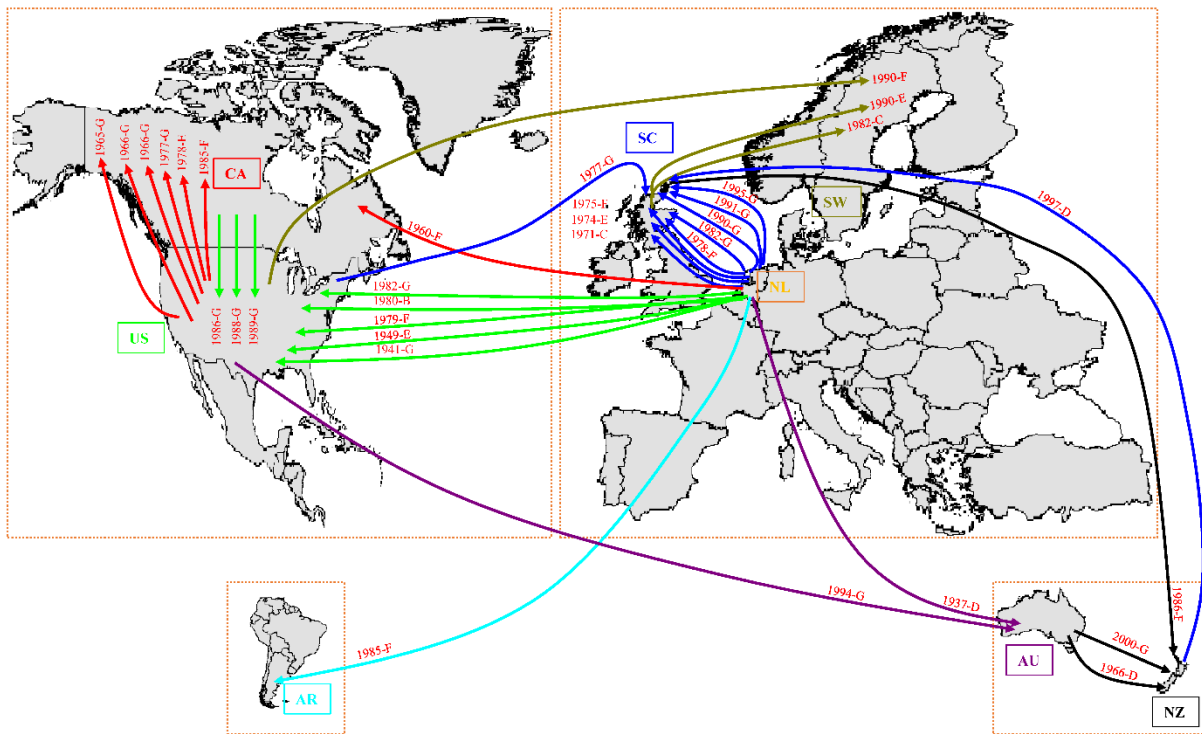 1965-G
1966-G
1966-G
1977-G
1978-F
1985-F
CA
1986-G
1988-G
1989-G
US
1960-F
1982-G
1980-B
1979-F
1949-E
1941-G
1977-G
SC
1975-F
1974-E
1971-C
1990-F
1990-E
1982-C
SW
1995-G
1991-G
1990-G
1982-G
1978-F
NL
1997-D
1994-G
1937-D
1985-F
AR
AU
1986-F
2000-G
1966-D
NZ